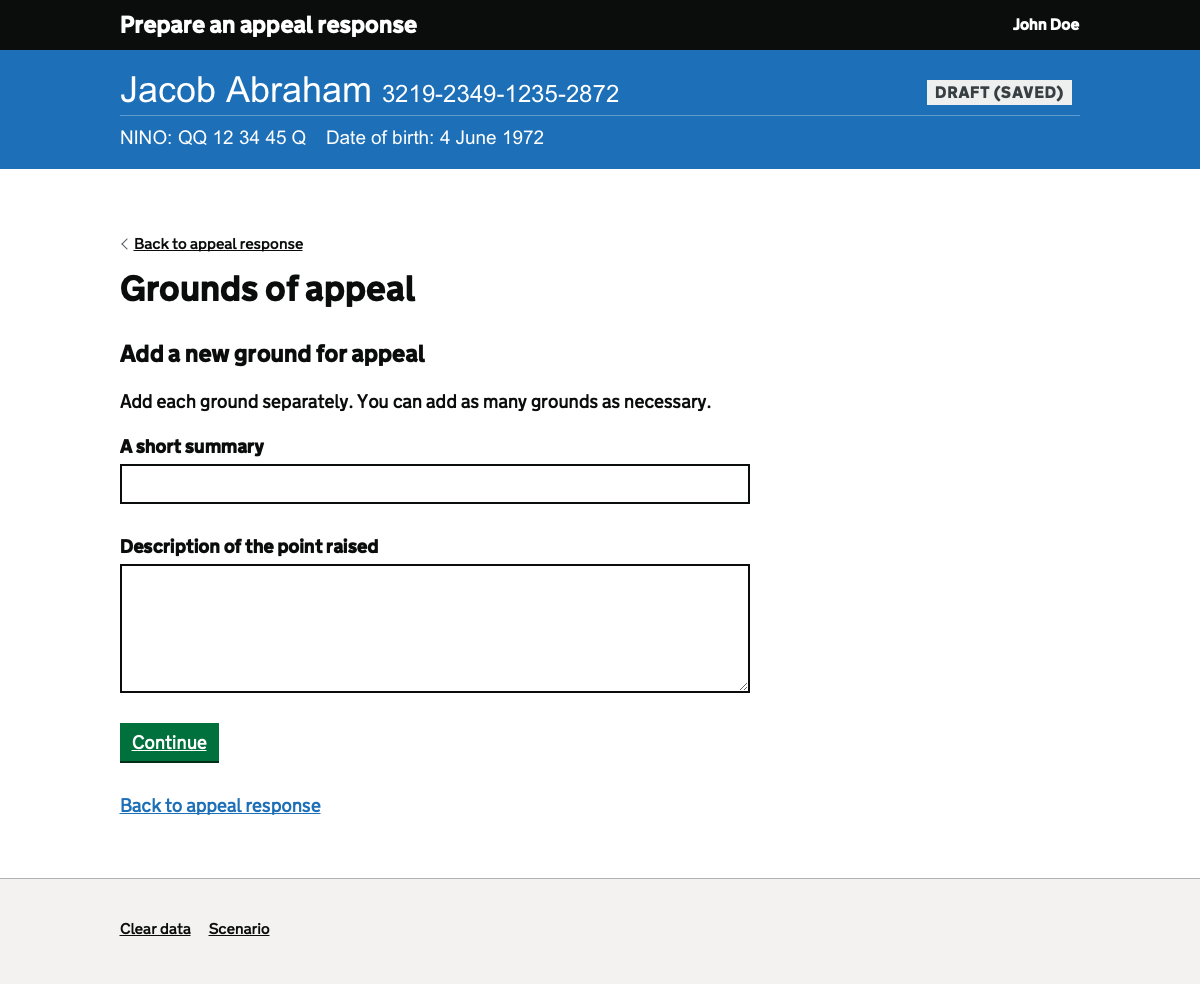 Prepare an appeal response John Doe
Jacob Abraham 3219-2349-1235-2872 DRAFT (SAVED)
NINO: QQ 12 34 45 Q Date of birth: 4 June 1972
Back to appeal response
Grounds of appeal
Add a new ground for appeal
Add each ground separately. You can add as many grounds as necessary.
A short summary
Description of the point raised
Continue
Back to appeal response
Clear data Scenario